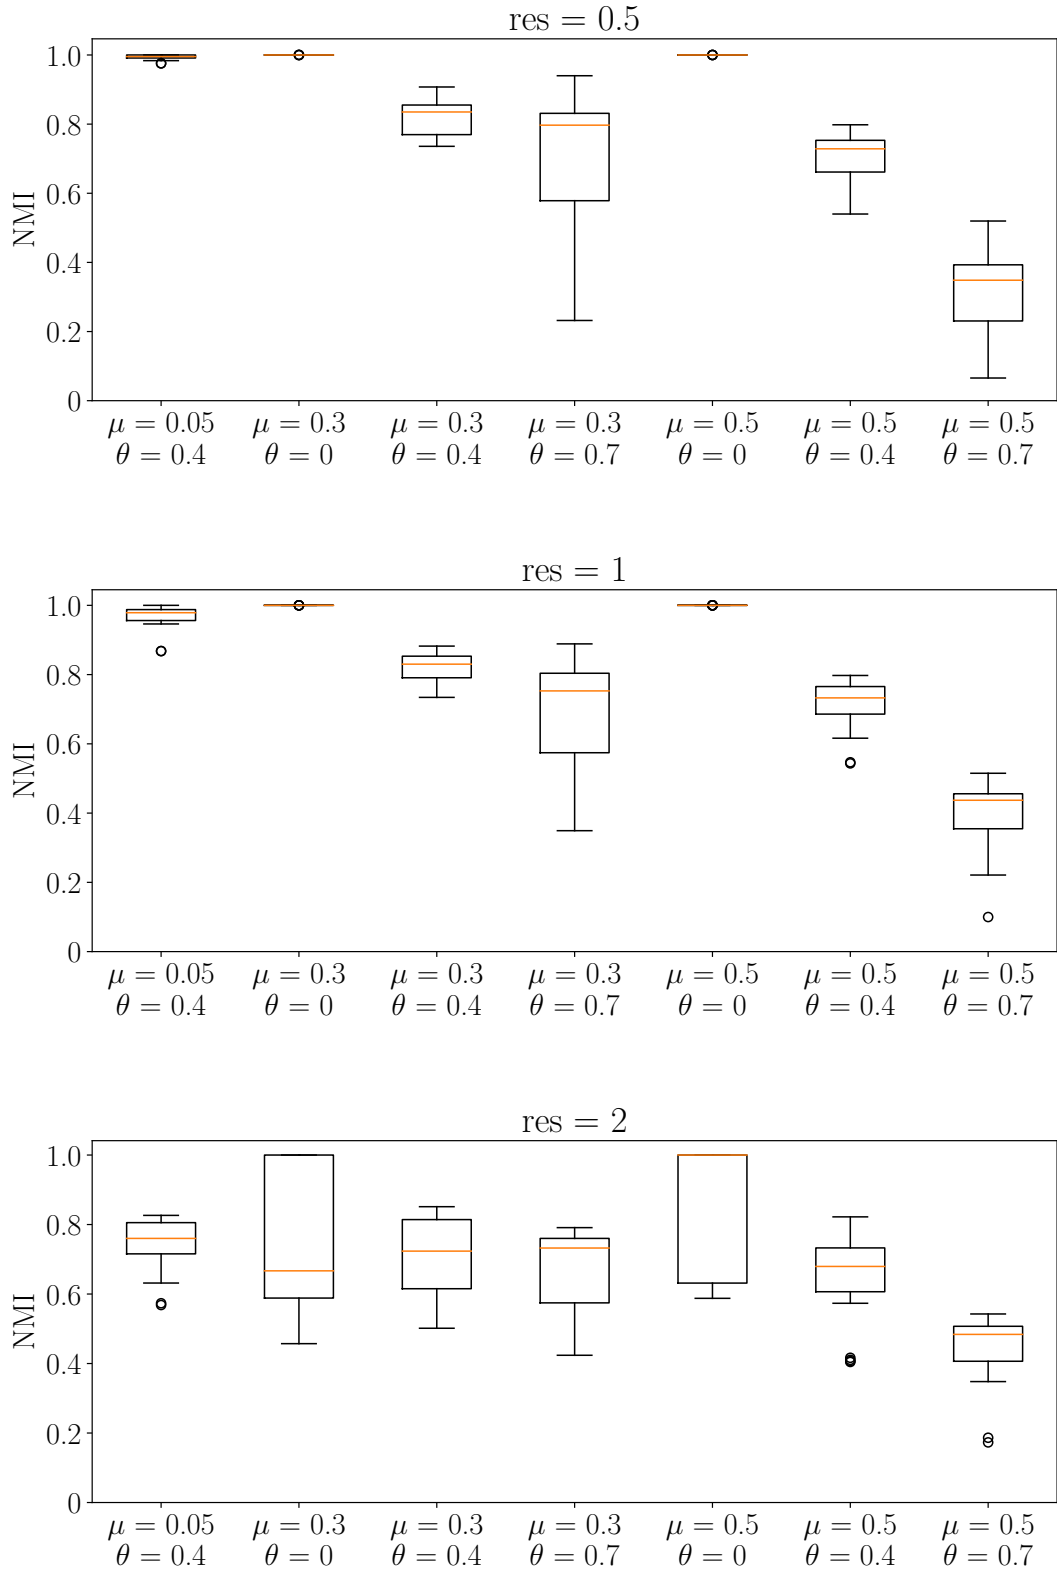 res = 0.5
NMI
1.0
0.8
0.6
0.4
0.2
0
μ = 0.05 μ = 0.3 μ = 0.3 μ = 0.3 μ = 0.5 μ = 0.5 μ = 0.5
θ = 0.4 θ = 0 θ = 0.4 θ = 0.7 θ = 0 θ = 0.4 θ = 0.7
res = 1
NMI
1.0
0.8
0.6
0.4
0.2
0
μ = 0.05 μ = 0.3 μ = 0.3 μ = 0.3 μ = 0.5 μ = 0.5 μ = 0.5
θ = 0.4 θ = 0 θ = 0.4 θ = 0.7 θ = 0 θ = 0.4 θ = 0.7
res = 2
NMI
1.0
0.8
0.6
0.4
0.2
0
μ = 0.05 μ = 0.3 μ = 0.3 μ = 0.3 μ = 0.5 μ = 0.5 μ = 0.5
θ = 0.4 θ = 0 θ = 0.4 θ = 0.7 θ = 0 θ = 0.4 θ = 0.7